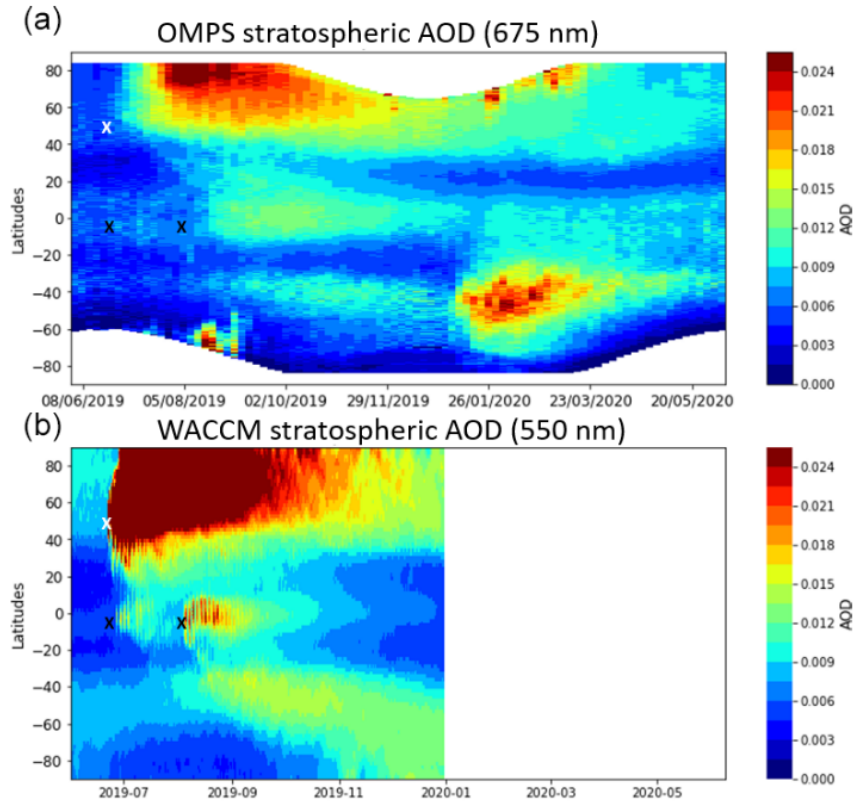 (a)
OMPS stratospheric AOD (675 nm)
80
60
40
20
0
−20
−40
−60
−80
Latitudes
X
X
X
08/06/2019 05/08/2019 02/10/2019 29/11/2019 26/01/2020 23/03/2020 20/05/2020
0.024
0.021
0.018
0.015
0.012
0.009
0.006
0.003
0.000
AOD
(b)
WACCM stratospheric AOD (550 nm)
80
60
40
20
0
−20
−40
−60
−80
Latitudes
X
X
X
2019-07 2019-09 2019-11 2020-01 2020-03 2020-05
0.024
0.021
0.018
0.015
0.012
0.009
0.006
0.003
0.000
AOD